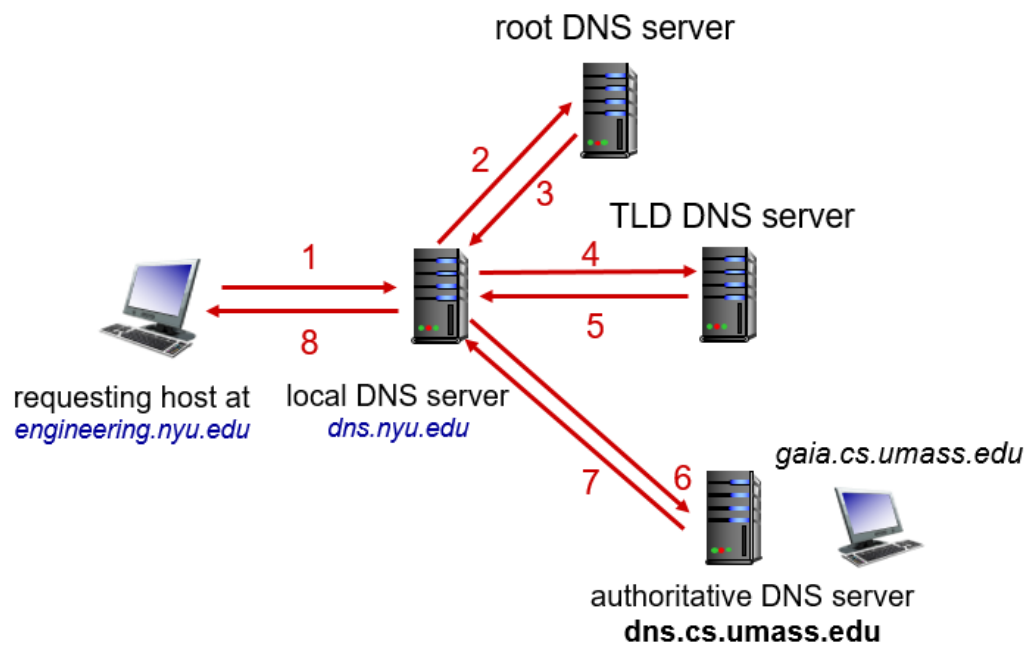 root DNS server
2
3
TLD DNS server
1
4
8
5
requesting host at
engineering.nyu.edu
local DNS server
dns.nyu.edu
gaia.cs.umass.edu
6
7
authoritative DNS server
dns.cs.umass.edu